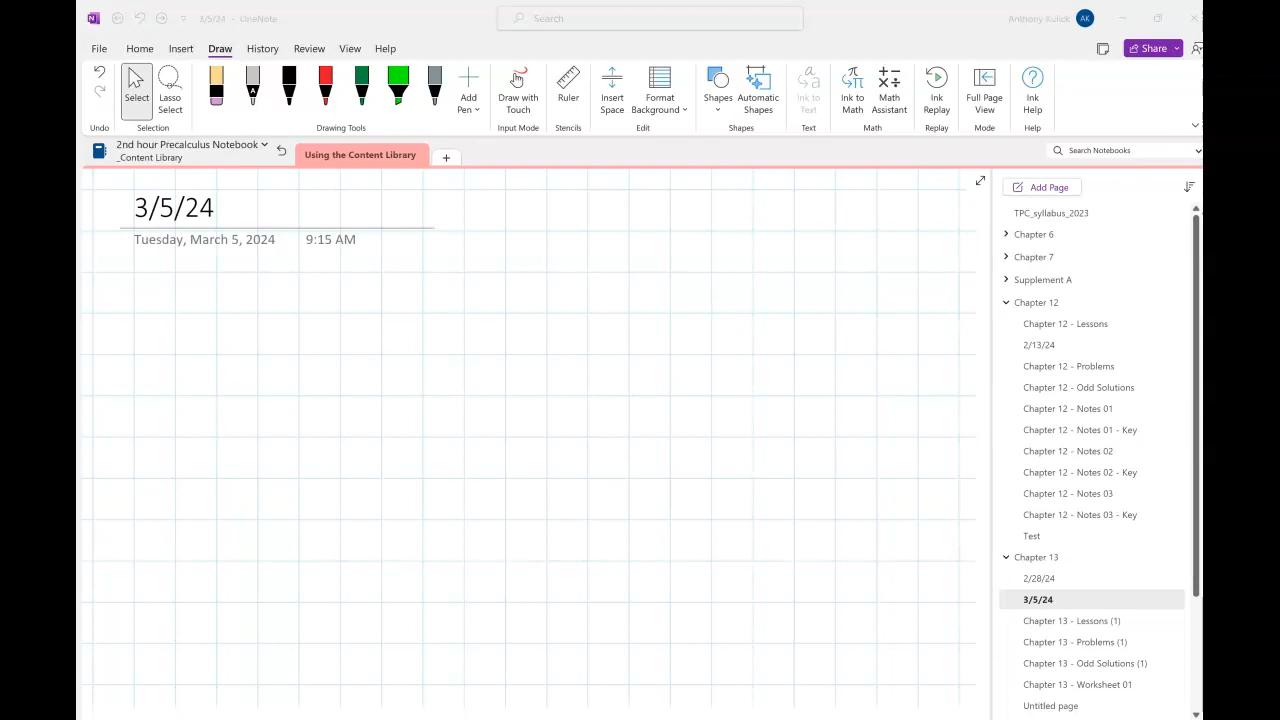 3/5/24 - OneNote
Search
Anthony Kulick
AK
File Home Insert Draw History Review View Help
Share
Undo
Select
Lasso Select
Selection
Add Pen
Drawing Tools
Draw with Touch
Input Mode
Ruler
Stencils
Insert Space
Format Background
Edit
Shapes
Automatic Shapes
Shapes
Ink to Text
Text
Ink to Math
Math Assistant
Math
Ink Replay
Replay
Full Page View
Mode
Ink Help
Help
2nd hour Precalculus Notebook
_Content Library
Using the Content Library
+
Search Notebooks
3/5/24
Tuesday, March 5, 2024 9:15 AM
Add Page
TPC_syllabus_2023
Chapter 6
Chapter 7
Supplement A
Chapter 12
Chapter 12 - Lessons
2/13/24
Chapter 12 - Problems
Chapter 12 - Odd Solutions
Chapter 12 - Notes 01
Chapter 12 - Notes 01 - Key
Chapter 12 - Notes 02
Chapter 12 - Notes 02 - Key
Chapter 12 - Notes 03
Chapter 12 - Notes 03 - Key
Test
Chapter 13
2/28/24
3/5/24
Chapter 13 - Lessons (1)
Chapter 13 - Problems (1)
Chapter 13 - Odd Solutions (1)
Chapter 13 - Worksheet 01
Untitled page